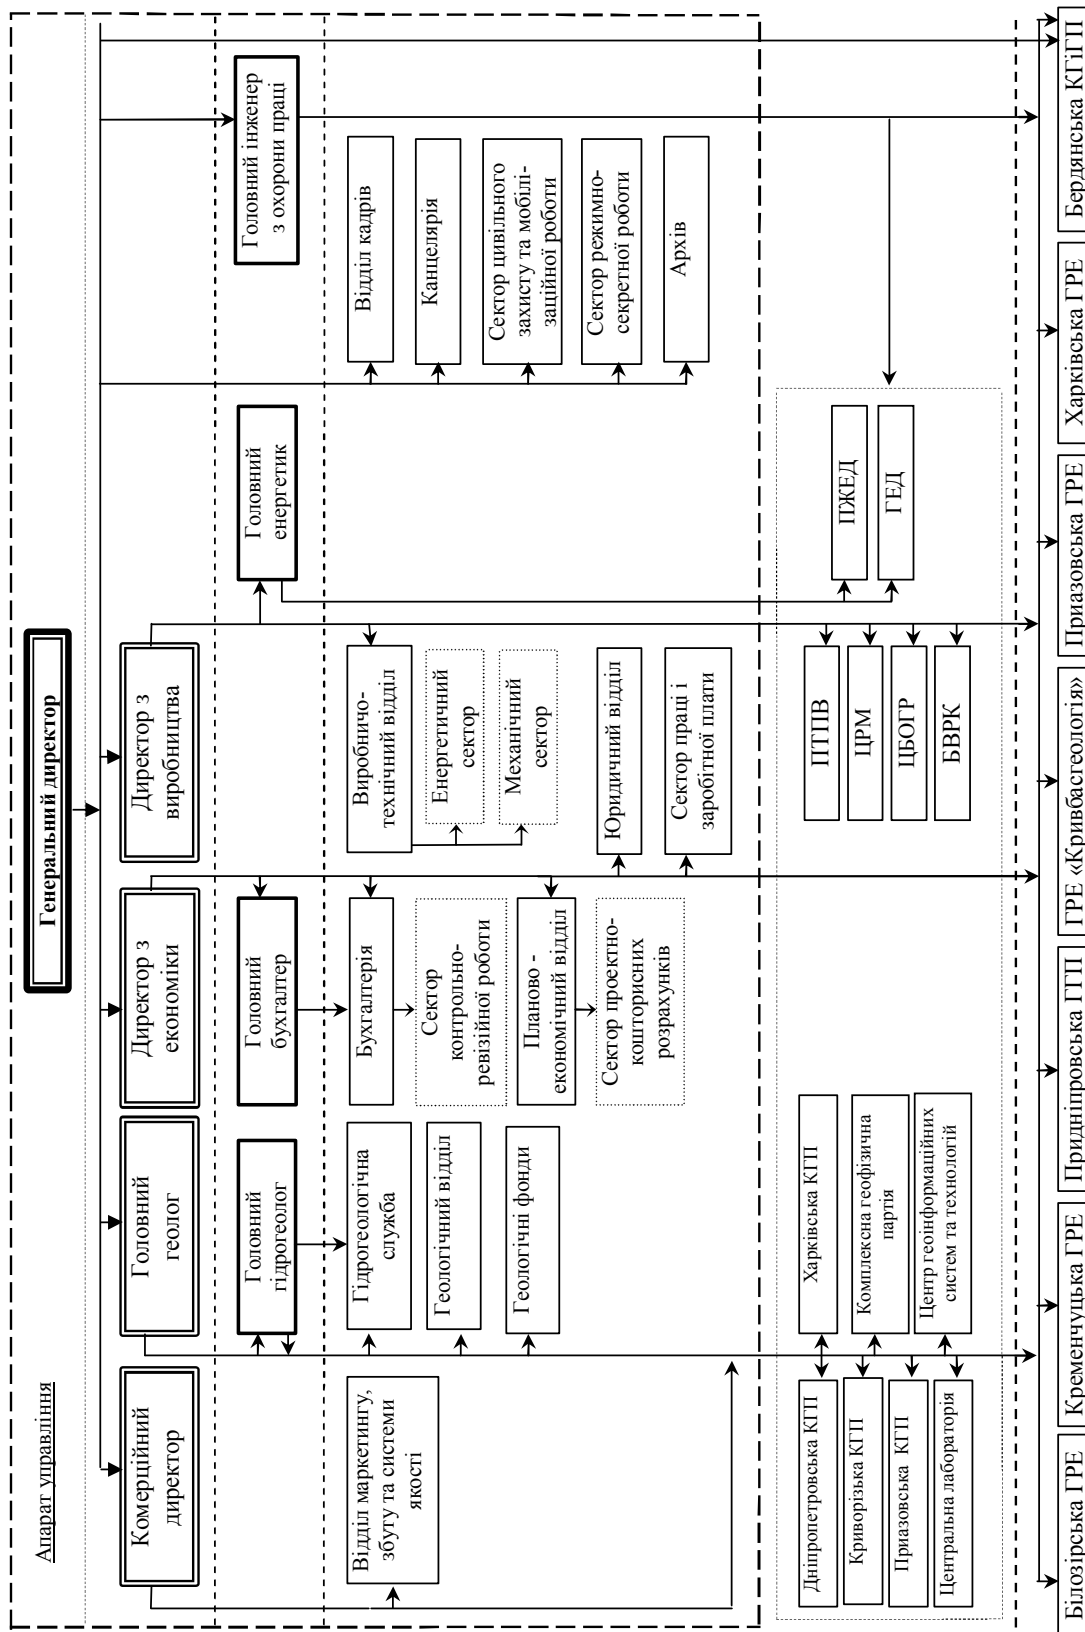 Апарат управління
Генеральний директор
Комерційний
директор
Головний
геолог
Директор з
економіки
Директор з
виробництва
Головний
гідрогеолог
Головний
бухгалтер
Головний
енергетик
Головний інженер
з охорони праці
Відділ маркетингу,
збуту та системи
якості
Гідрогеологічна
служба
Геологічний відділ
Геологічні фонди
Бухгалтерія
Сектор
контрольно-
ревізійної роботи
Планово -
економічний відділ
Сектор проектно-
кошторисних
розрахунків
Виробничо-
технічний відділ
Енергетичний
сектор
Механічний
сектор
Юридичний відділ
Сектор праці і
заробітної плати
Відділ кадрів
Канцелярія
Сектор цивільного
захисту та мобілі-
заційної роботи
Сектор режимно-
секретної роботи
Архів
Дніпропетровська КГП
Криворізька КГП
Приазовська КГП
Центральна лабораторія
Харківська КГП
Комплексна геофізична
партія
Центр геоінформаційних
систем та технологій
ПТПІВ
ЦРМ
ЦБОГР
БВРК
ПЖЕД
ГЕД
Білозірська ГРЕ
Кременчуцька ГРЕ
Придніпровська ГГП
ГРЕ «Кривбасгеологія»
Приазовська ГРЕ
Харківська ГРЕ
Бердянська КГіГП